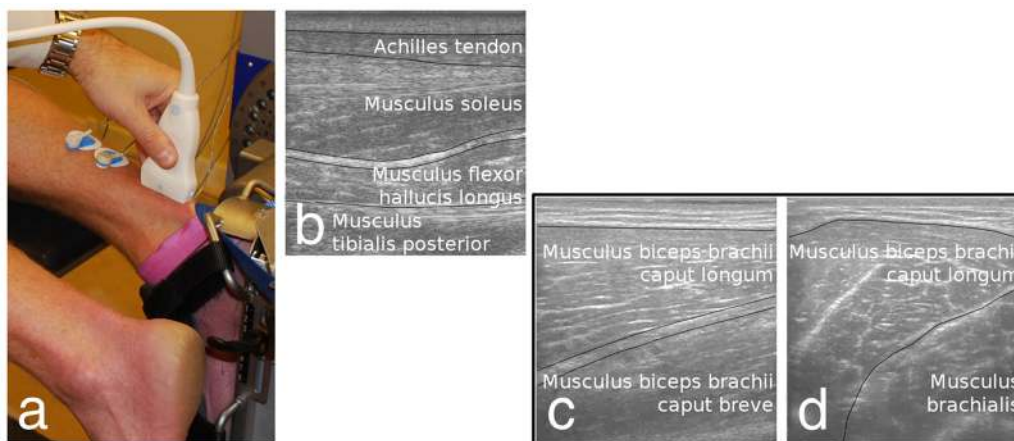 a
Achilles tendon
Musculus soleus
Musculus flexor
hallucis longus
Musculus
tibialis posterior
b
Musculus biceps brachii
caput longum
Musculus biceps brachii
caput breve
c
Musculus biceps brachii
caput longum
Musculus
brachialis
d